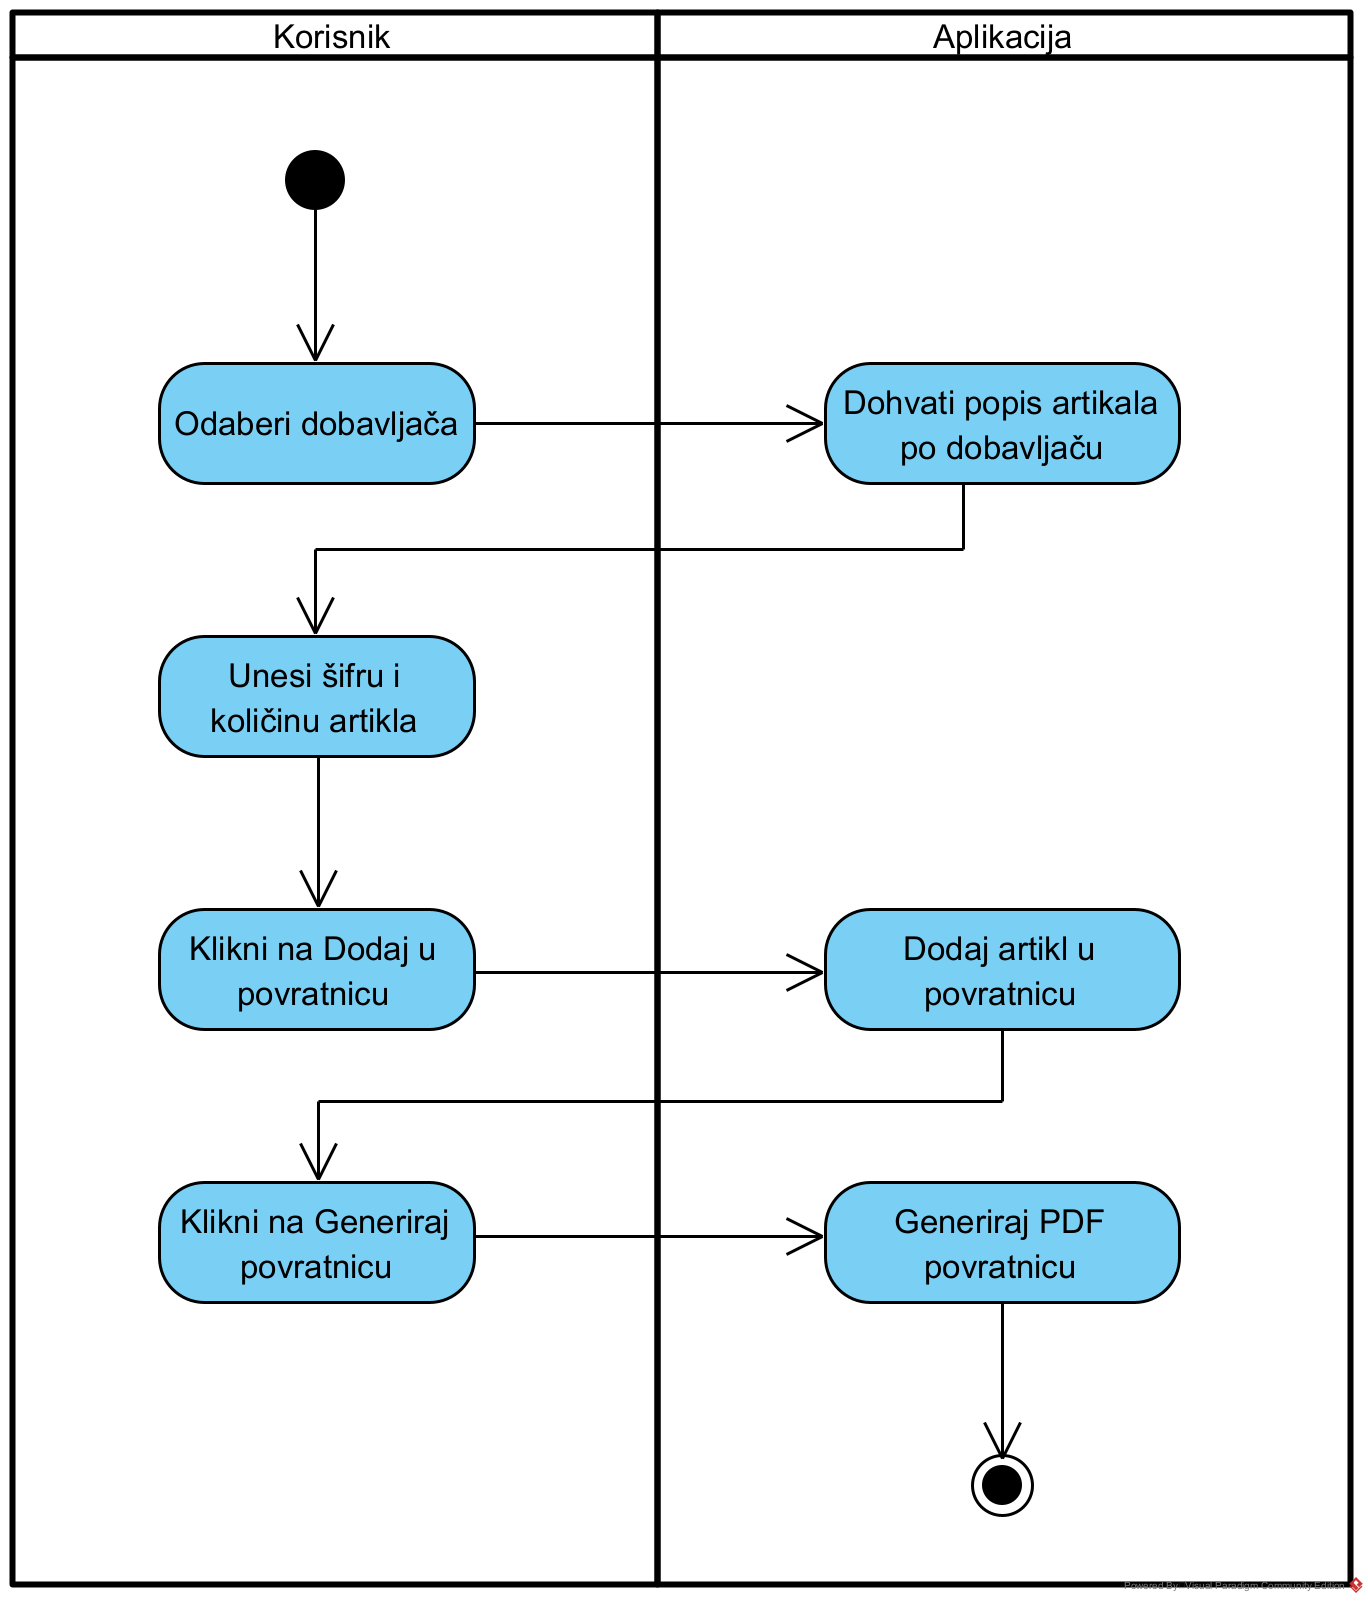 Korisnik
Aplikacija
Odaberi dobavljača
Dohvati popis artikala
po dobavljaču
Unesi šifru i
količinu artikla
Klikni na Dodaj u
povratnicu
Dodaj artikl u
povratnicu
Klikni na Generiraj
povratnicu
Generiraj PDF
povratnicu
Powered By Visual Paradigm Community Edition